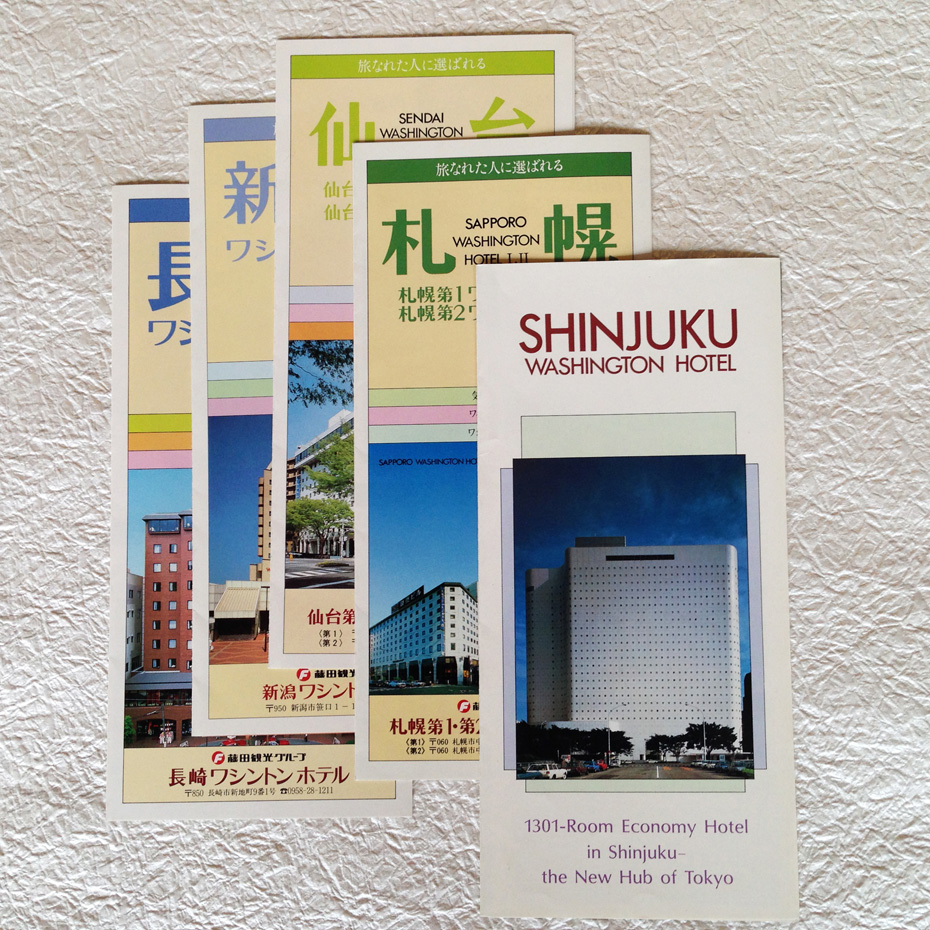 旅なれた人に選ばれる
仙 台
SENDAI
WASHINGTON
仙台
仙台
仙台第
〈第1〉
〈第2〉
新
ワシ
藤田観光
新潟ワシント
〒950 新潟市笹口1-1
長
ワシ
藤田観光グループ
長崎ワシントンホテル
〒850 長崎市新地町9番1号 ☎0958-28-1211
旅なれた人に選ばれる
札 幌
SAPPORO
WASHINGTON
HOTEL I·II
札幌第1ワ
札幌第2ワ
SAPPORO WASHINGTON HO
藤田
札幌第1·第2
〈第1〉〒060 札幌市中
〈第2〉〒060 札幌市中
SHINJUKU
WASHINGTON HOTEL
1301-Room Economy Hotel
in Shinjuku–
the New Hub of Tokyo